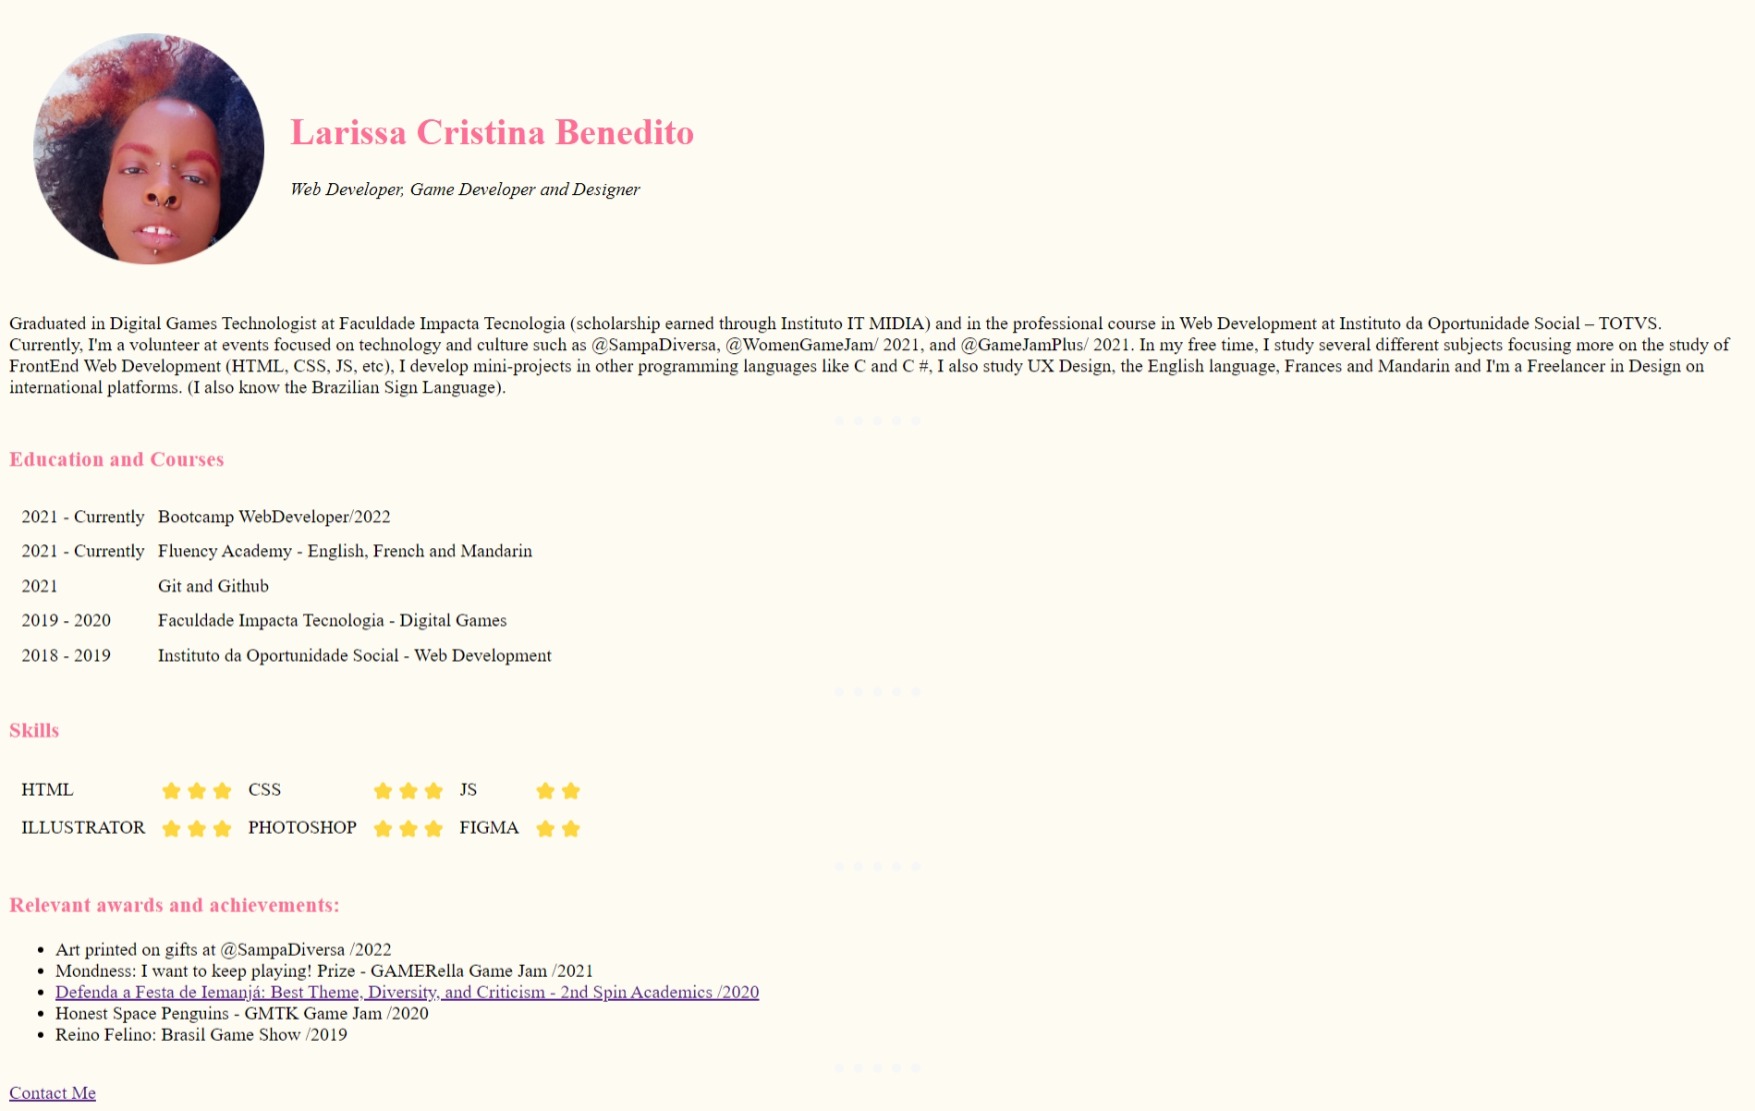 Larissa Cristina Benedito
Web Developer, Game Developer and Designer
Graduated in Digital Games Technologist at Faculdade Impacta Tecnologia (scholarship earned through Instituto IT MIDIA) and in the professional course in Web Development at Instituto da Oportunidade Social – TOTVS.
Currently, I'm a volunteer at events focused on technology and culture such as @SampaDiversa, @WomenGameJam/ 2021, and @GameJamPlus/ 2021. In my free time, I study several different subjects focusing more on the study of
FrontEnd Web Development (HTML, CSS, JS, etc), I develop mini-projects in other programming languages like C and C #, I also study UX Design, the English language, Frances and Mandarin and I'm a Freelancer in Design on
international platforms. (I also know the Brazilian Sign Language).
Education and Courses
2021 - Currently Bootcamp WebDeveloper/2022
2021 - Currently Fluency Academy - English, French and Mandarin
2021 Git and Github
2019 - 2020 Faculdade Impacta Tecnologia - Digital Games
2018 - 2019 Instituto da Oportunidade Social - Web Development
Skills
HTML CSS JS
ILLUSTRATOR PHOTOSHOP FIGMA
Relevant awards and achievements:
Art printed on gifts at @SampaDiversa /2022
Mondness: I want to keep playing! Prize - GAMERella Game Jam /2021
Defenda a Festa de Iemanjá: Best Theme, Diversity, and Criticism - 2nd Spin Academics /2020
Honest Space Penguins - GMTK Game Jam /2020
Reino Felino: Brasil Game Show /2019
Contact Me